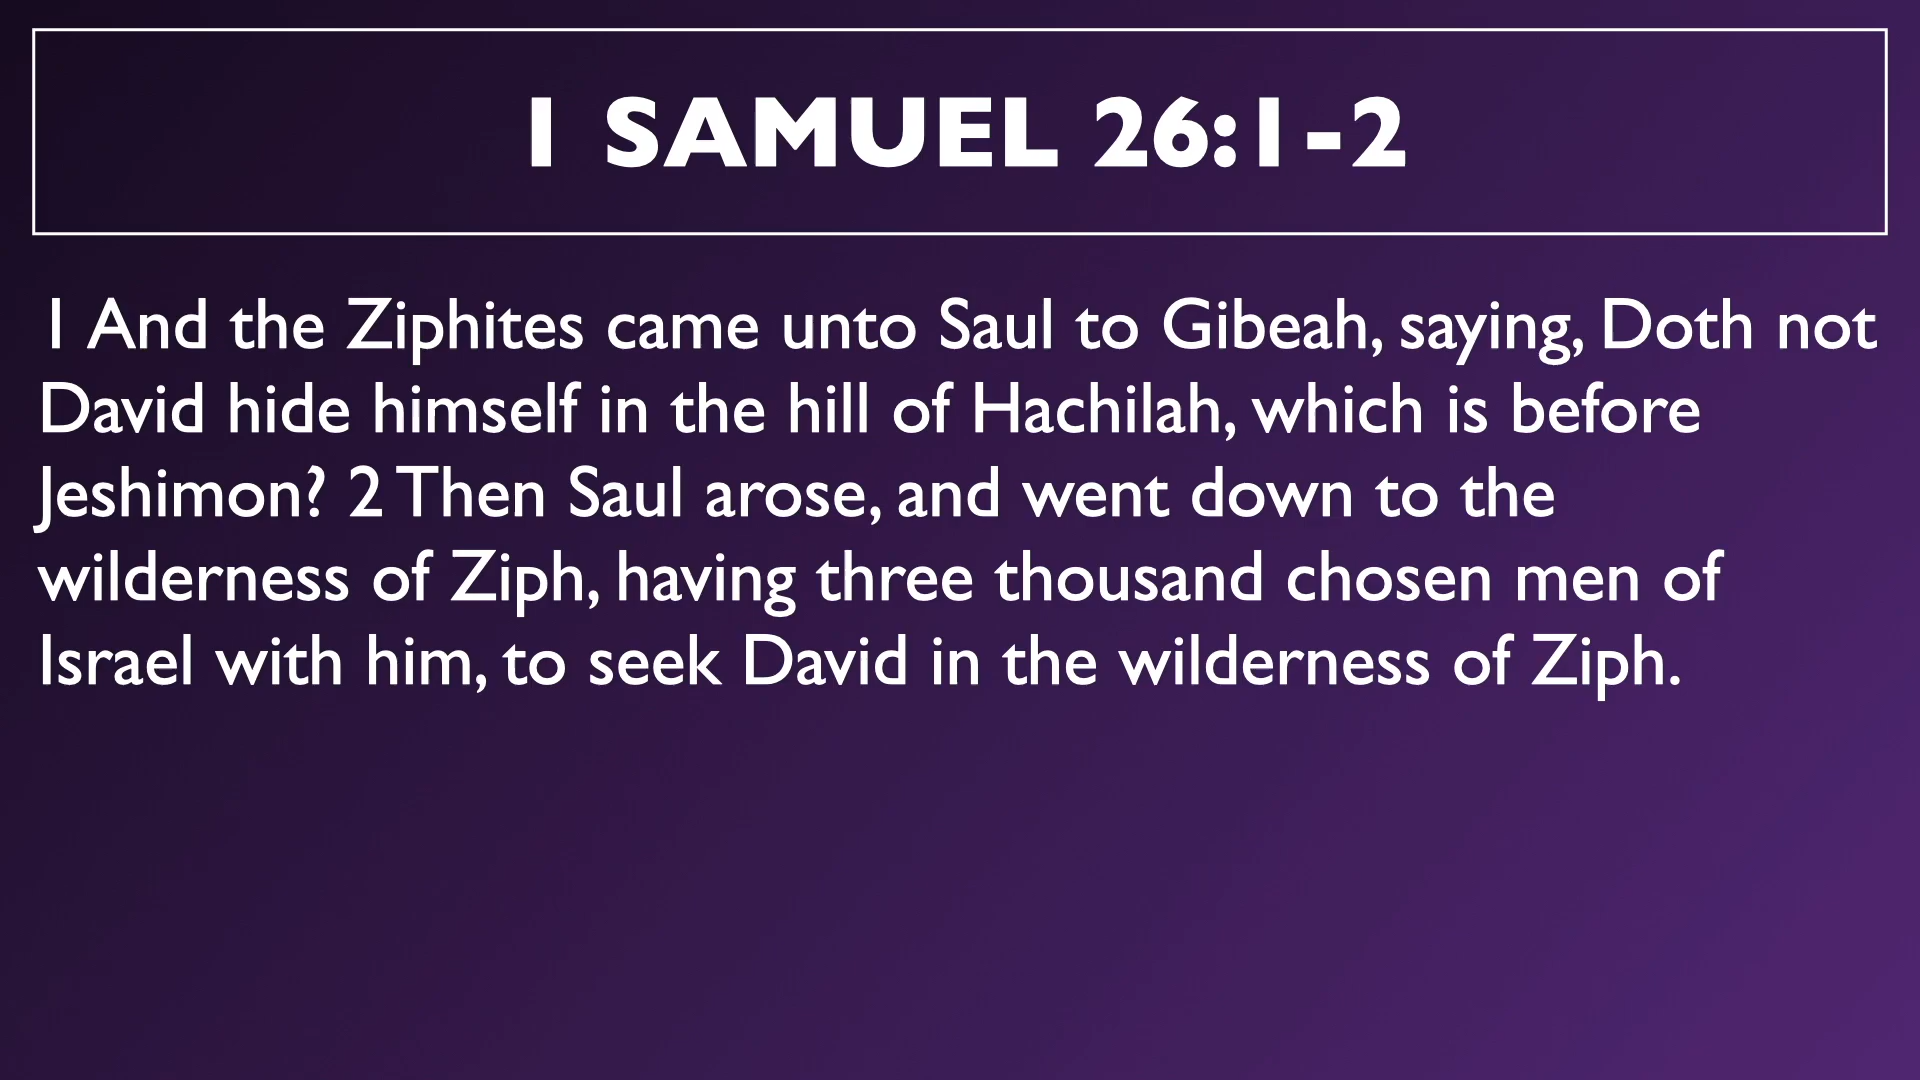 1 SAMUEL 26:1-2
1 And the Ziphites came unto Saul to Gibeah, saying, Doth not
David hide himself in the hill of Hachilah, which is before
Jeshimon? 2 Then Saul arose, and went down to the
wilderness of Ziph, having three thousand chosen men of
Israel with him, to seek David in the wilderness of Ziph.